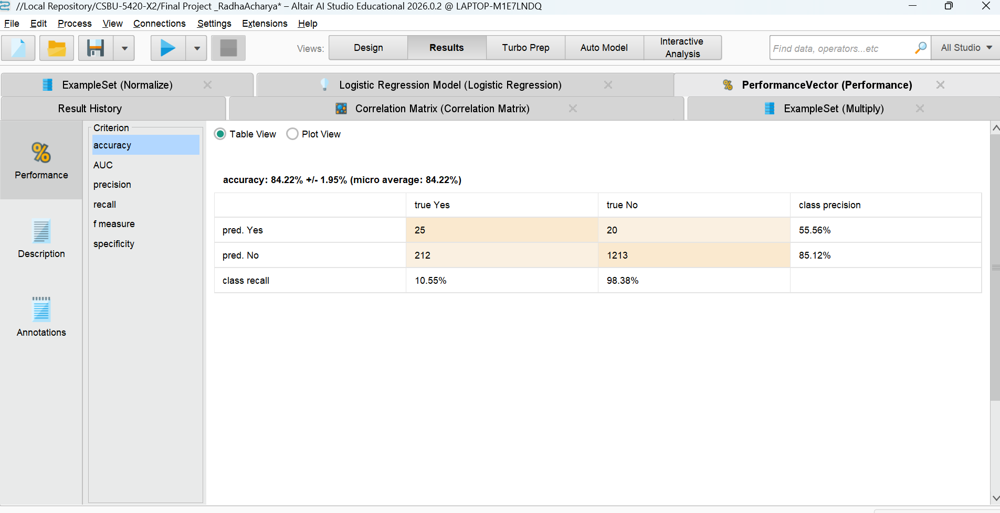 //Local Repository/CSBU-5420-X2/Final Project _RadhaAcharya* – Altair AI Studio Educational 2026.0.2 @ LAPTOP-M1E7LNDQ
File Edit Process View Connections Settings Extensions Help
Views: Design Results Turbo Prep Auto Model Interactive Analysis Find data, operators...etc All Studio
ExampleSet (Normalize) Logistic Regression Model (Logistic Regression) PerformanceVector (Performance)
Result History Correlation Matrix (Correlation Matrix) ExampleSet (Multiply)
Performance
Description
Annotations
Criterion
accuracy
AUC
precision
recall
f measure
specificity
Table View Plot View
accuracy: 84.22% +/- 1.95% (micro average: 84.22%)
true Yes true No class precision
pred. Yes 25 20 55.56%
pred. No 212 1213 85.12%
class recall 10.55% 98.38%